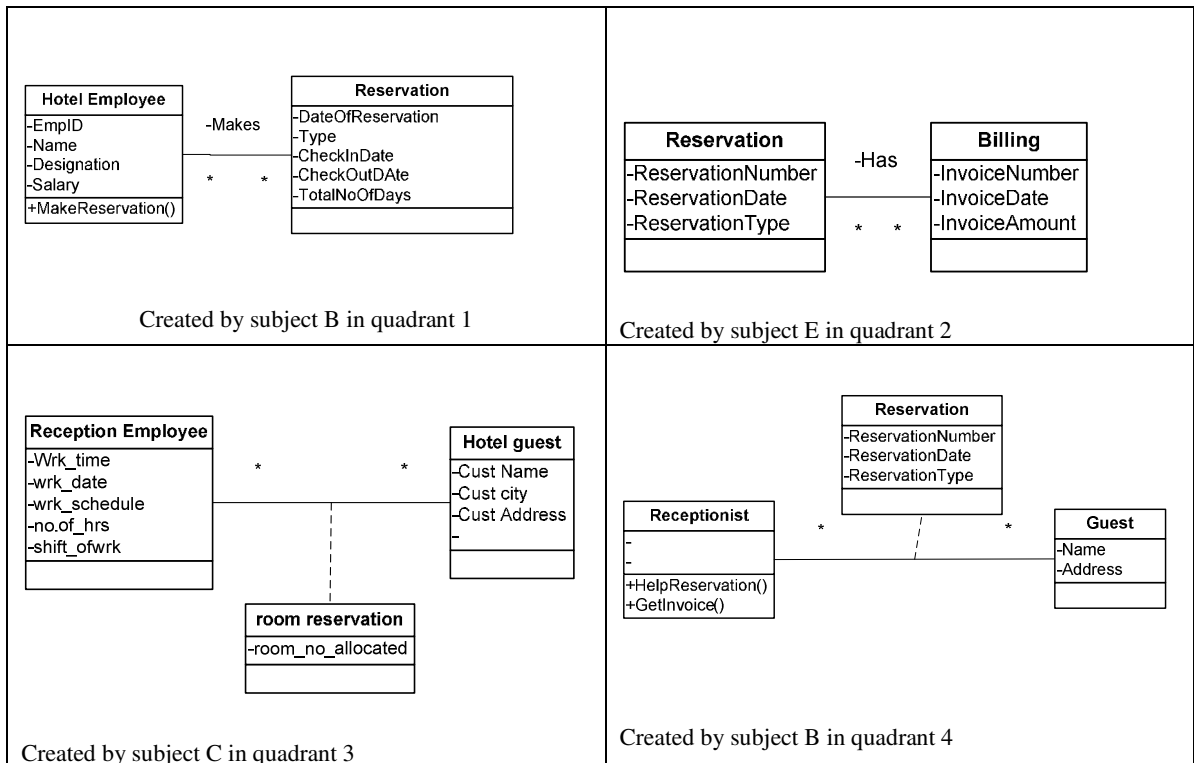 Hotel Employee
-EmpID
-Name
-Designation
-Salary
+MakeReservation()
-Makes
* *
Reservation
-DateOfReservation
-Type
-CheckInDate
-CheckOutDAte
-TotalNoOfDays
Created by subject B in quadrant 1
Reservation
-ReservationNumber
-ReservationDate
-ReservationType
-Has
* *
Billing
-InvoiceNumber
-InvoiceDate
-InvoiceAmount
Created by subject E in quadrant 2
Reception Employee
-Wrk_time
-wrk_date
-wrk_schedule
-no.of_hrs
-shift_ofwrk
* *
Hotel guest
-Cust Name
-Cust city
-Cust Address
-
room reservation
-room_no_allocated
Created by subject C in quadrant 3
Reservation
-ReservationNumber
-ReservationDate
-ReservationType
Receptionist
-
-
+HelpReservation()
+GetInvoice()
* *
Guest
-Name
-Address
Created by subject B in quadrant 4